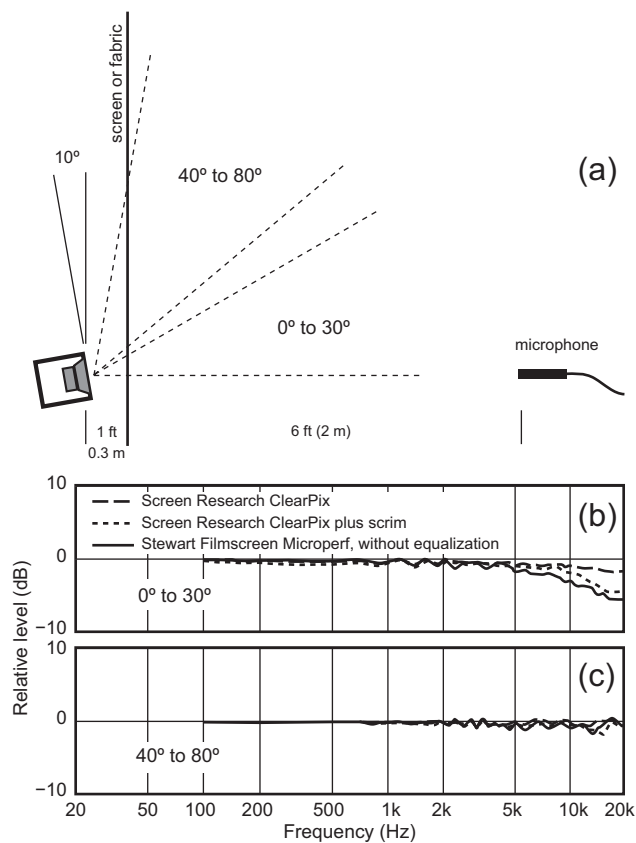 screen or fabric
10º
40º to 80º
(a)
0º to 30º
microphone
1 ft
0.3 m
6 ft (2 m)
10
Screen Research ClearPix
Screen Research ClearPix plus scrim
Stewart Filmscreen Microperf, without equalization
(b)
0
0º to 30º
−10
Relative level (dB)
10
(c)
0
40º to 80º
−10
20 50 100 200 500 1k 2k 5k 10k 20k
Frequency (Hz)